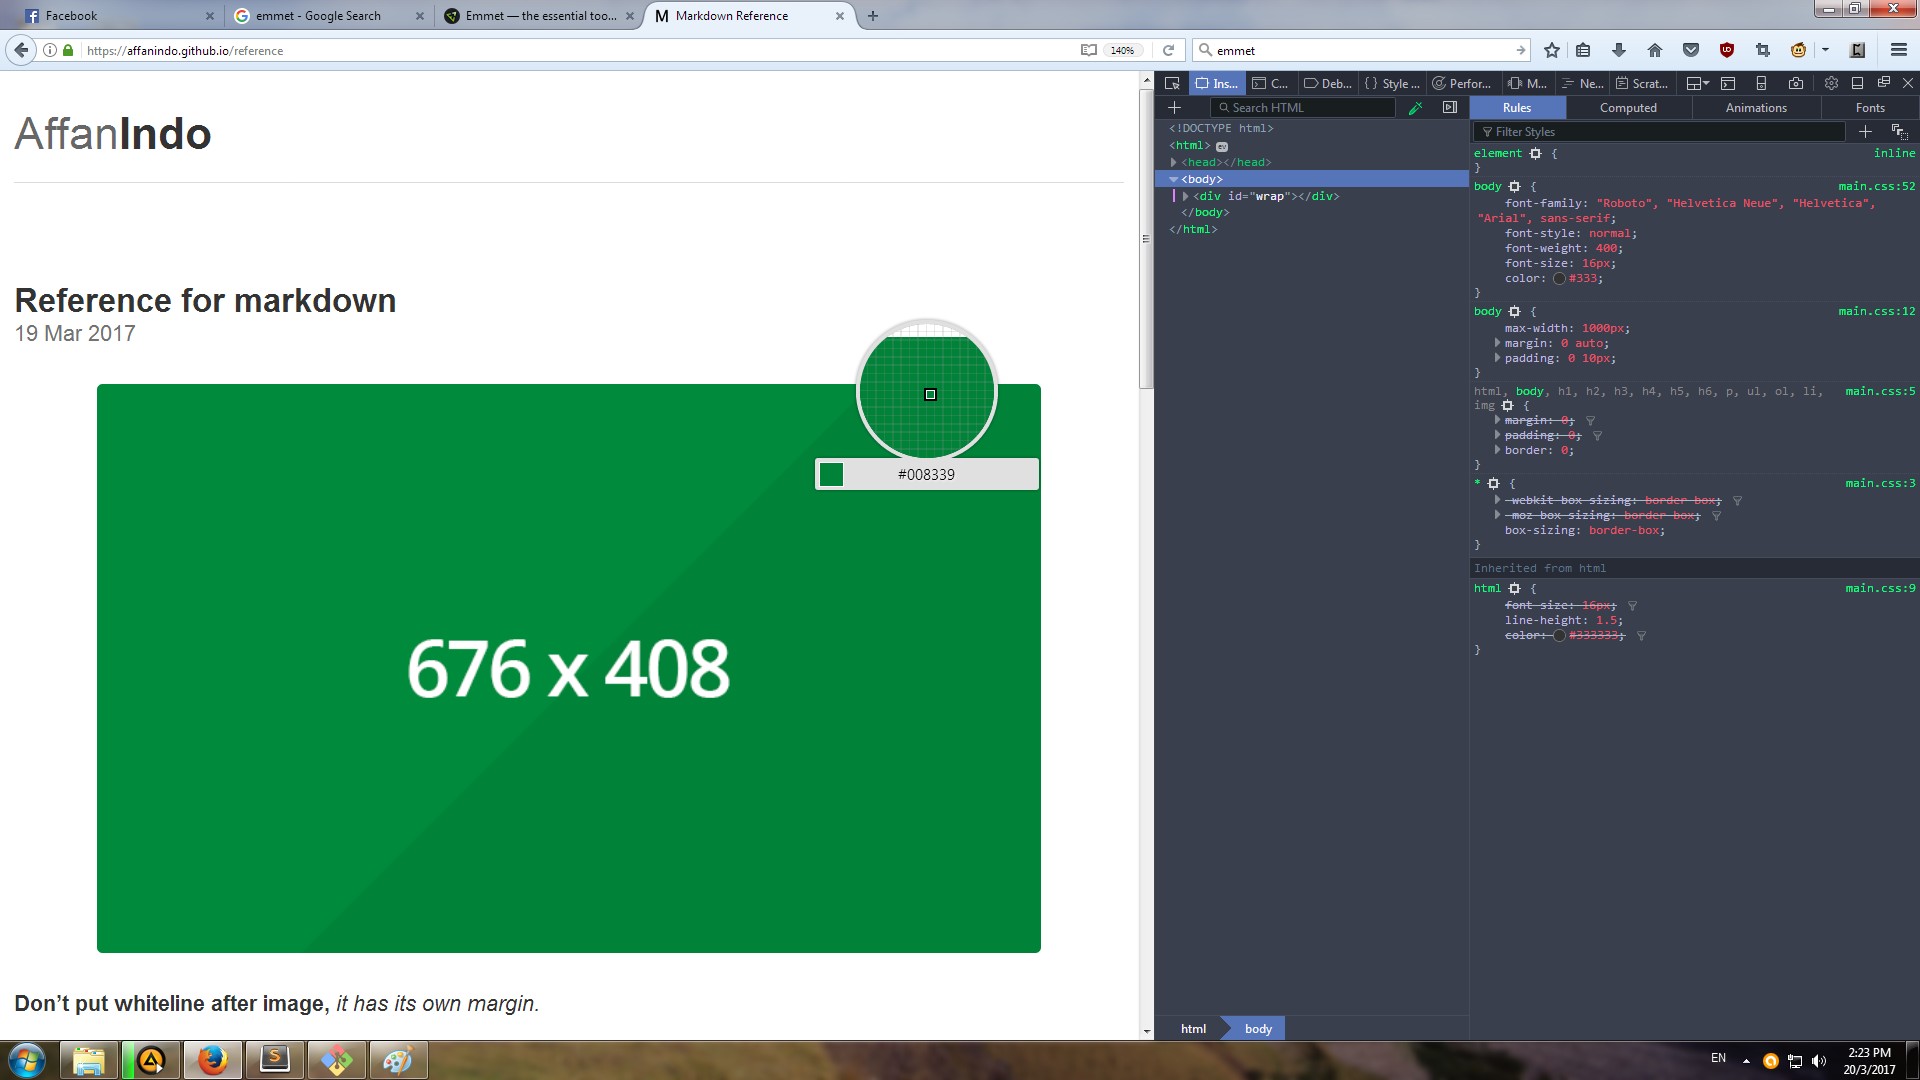 Facebook
emmet - Google Search
Emmet — the essential too...
Markdown Reference
https://affanindo.github.io/reference
140%
emmet
AffanIndo
Reference for markdown
19 Mar 2017
#008339
676 x 408
Don’t put whiteline after image, it has its own margin.
Ins...
C...
Deb...
{ } Style ...
Perfor...
M...
Ne...
Scrat...
Search HTML
<!DOCTYPE html>
<html> ev
<head></head>
<body>
<div id="wrap"></div>
</body>
</html>
html
body
Rules
Computed
Animations
Fonts
Filter Styles
element { inline
}
body { main.css:52
font-family: "Roboto", "Helvetica Neue", "Helvetica",
"Arial", sans-serif;
font-style: normal;
font-weight: 400;
font-size: 16px;
color: #333;
}
body { main.css:12
max-width: 1000px;
margin: 0 auto;
padding: 0 10px;
}
html, body, h1, h2, h3, h4, h5, h6, p, ul, ol, li, main.css:5
img {
margin: 0;
padding: 0;
border: 0;
}
* { main.css:3
-webkit-box-sizing: border-box;
-moz-box-sizing: border-box;
box-sizing: border-box;
}
Inherited from html
html { main.css:9
font-size: 16px;
line-height: 1.5;
color: #333333;
}
EN
2:23 PM
20/3/2017